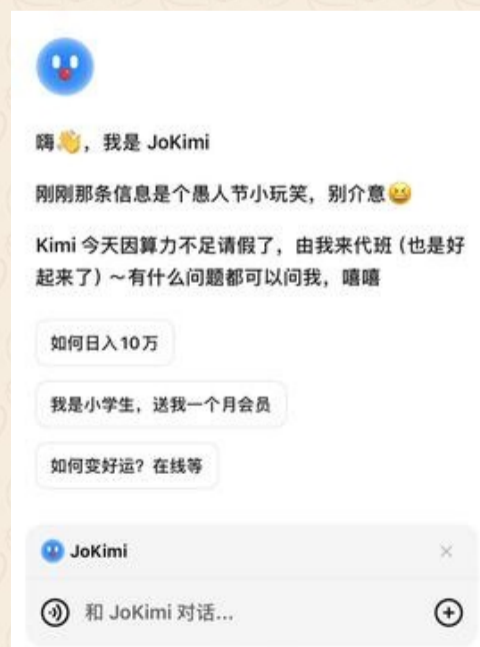 嗨👋，我是 JoKimi
刚刚那条信息是个愚人节小玩笑，别介意😆
Kimi 今天因算力不足请假了，由我来代班（也是好
起来了）～有什么问题都可以问我，嘻嘻
如何日入10万
我是小学生，送我一个月会员
如何变好运？在线等
JoKimi
和 JoKimi 对话...